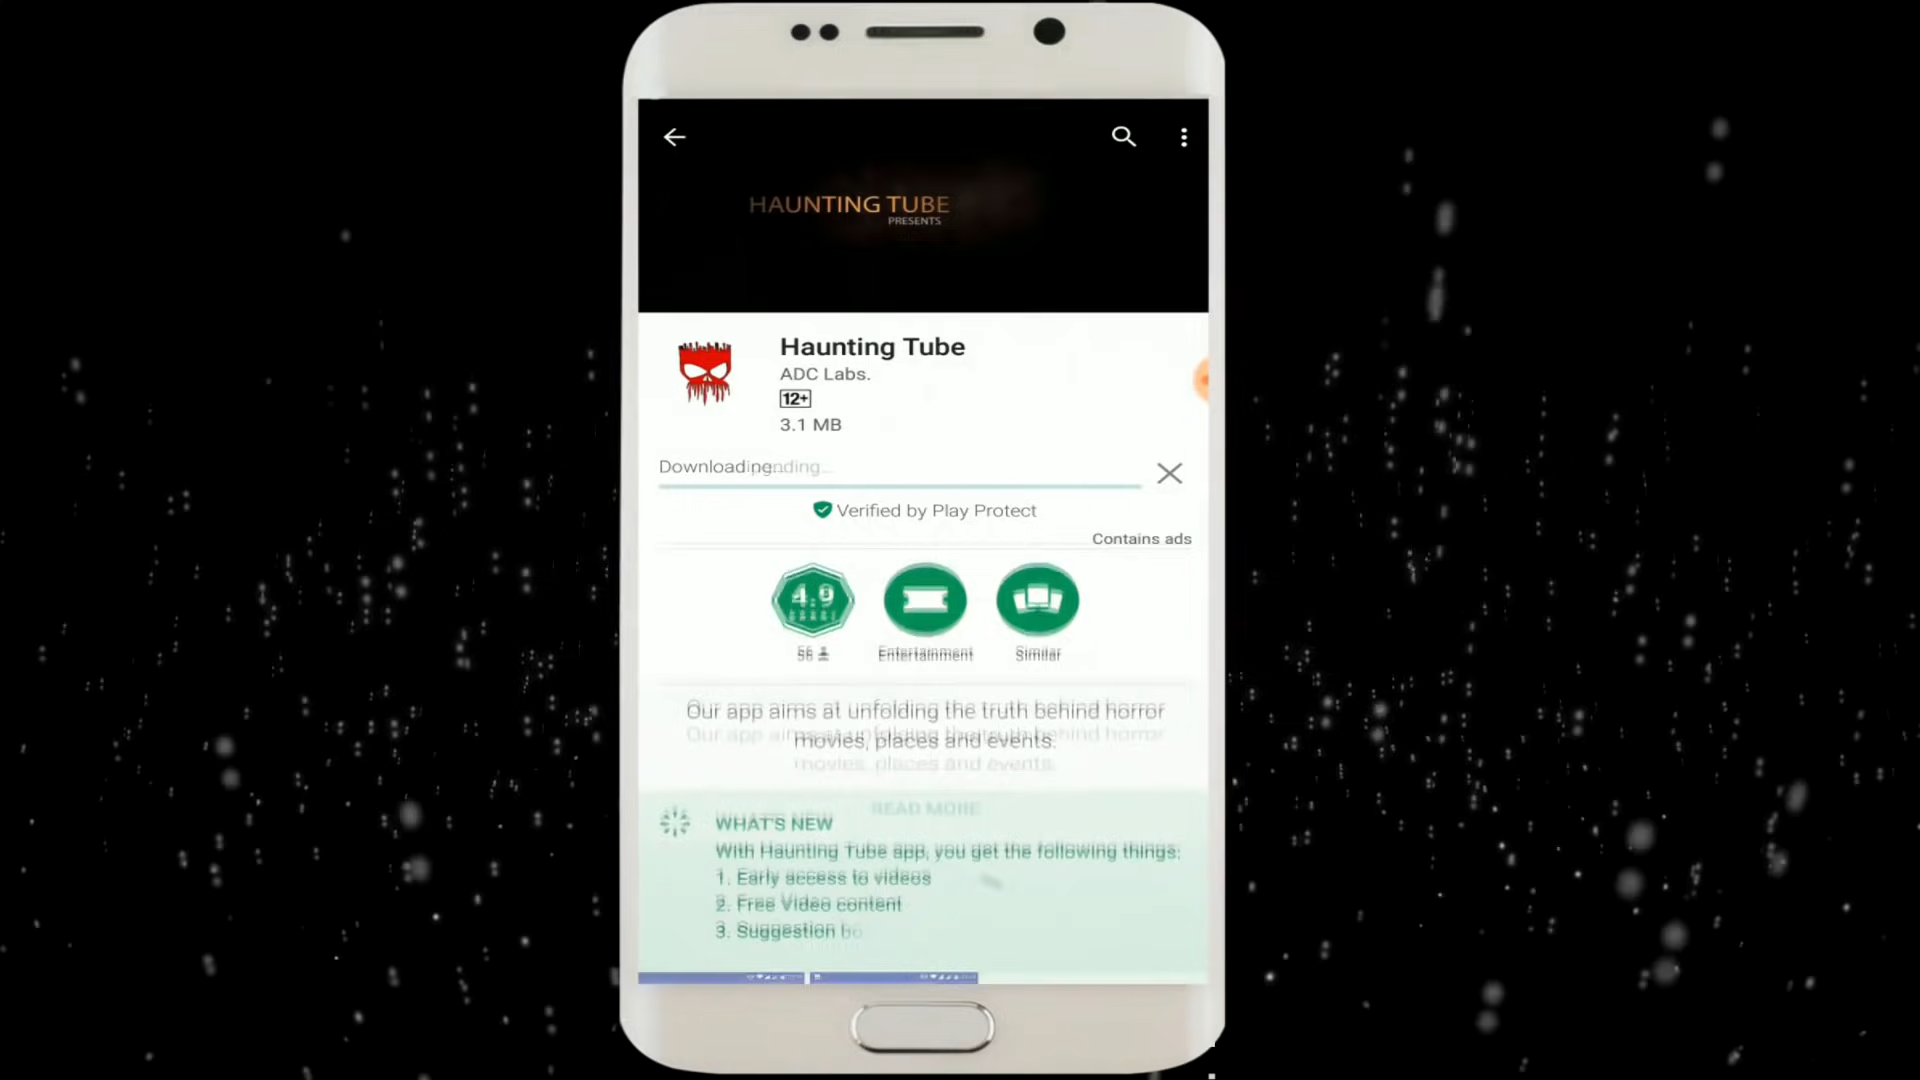 HAUNTING TUBE
PRESENTS
Haunting Tube
ADC Labs.
12+
3.1 MB
Downloading...
Verified by Play Protect
Contains ads
4.9
56
Entertainment
Similar
Our app aims at unfolding the truth behind horror
movies, places and events.
READ MORE
WHAT'S NEW
With Haunting Tube app, you get the following things:
1. Early access to videos
2. Free Video content
3. Suggestion